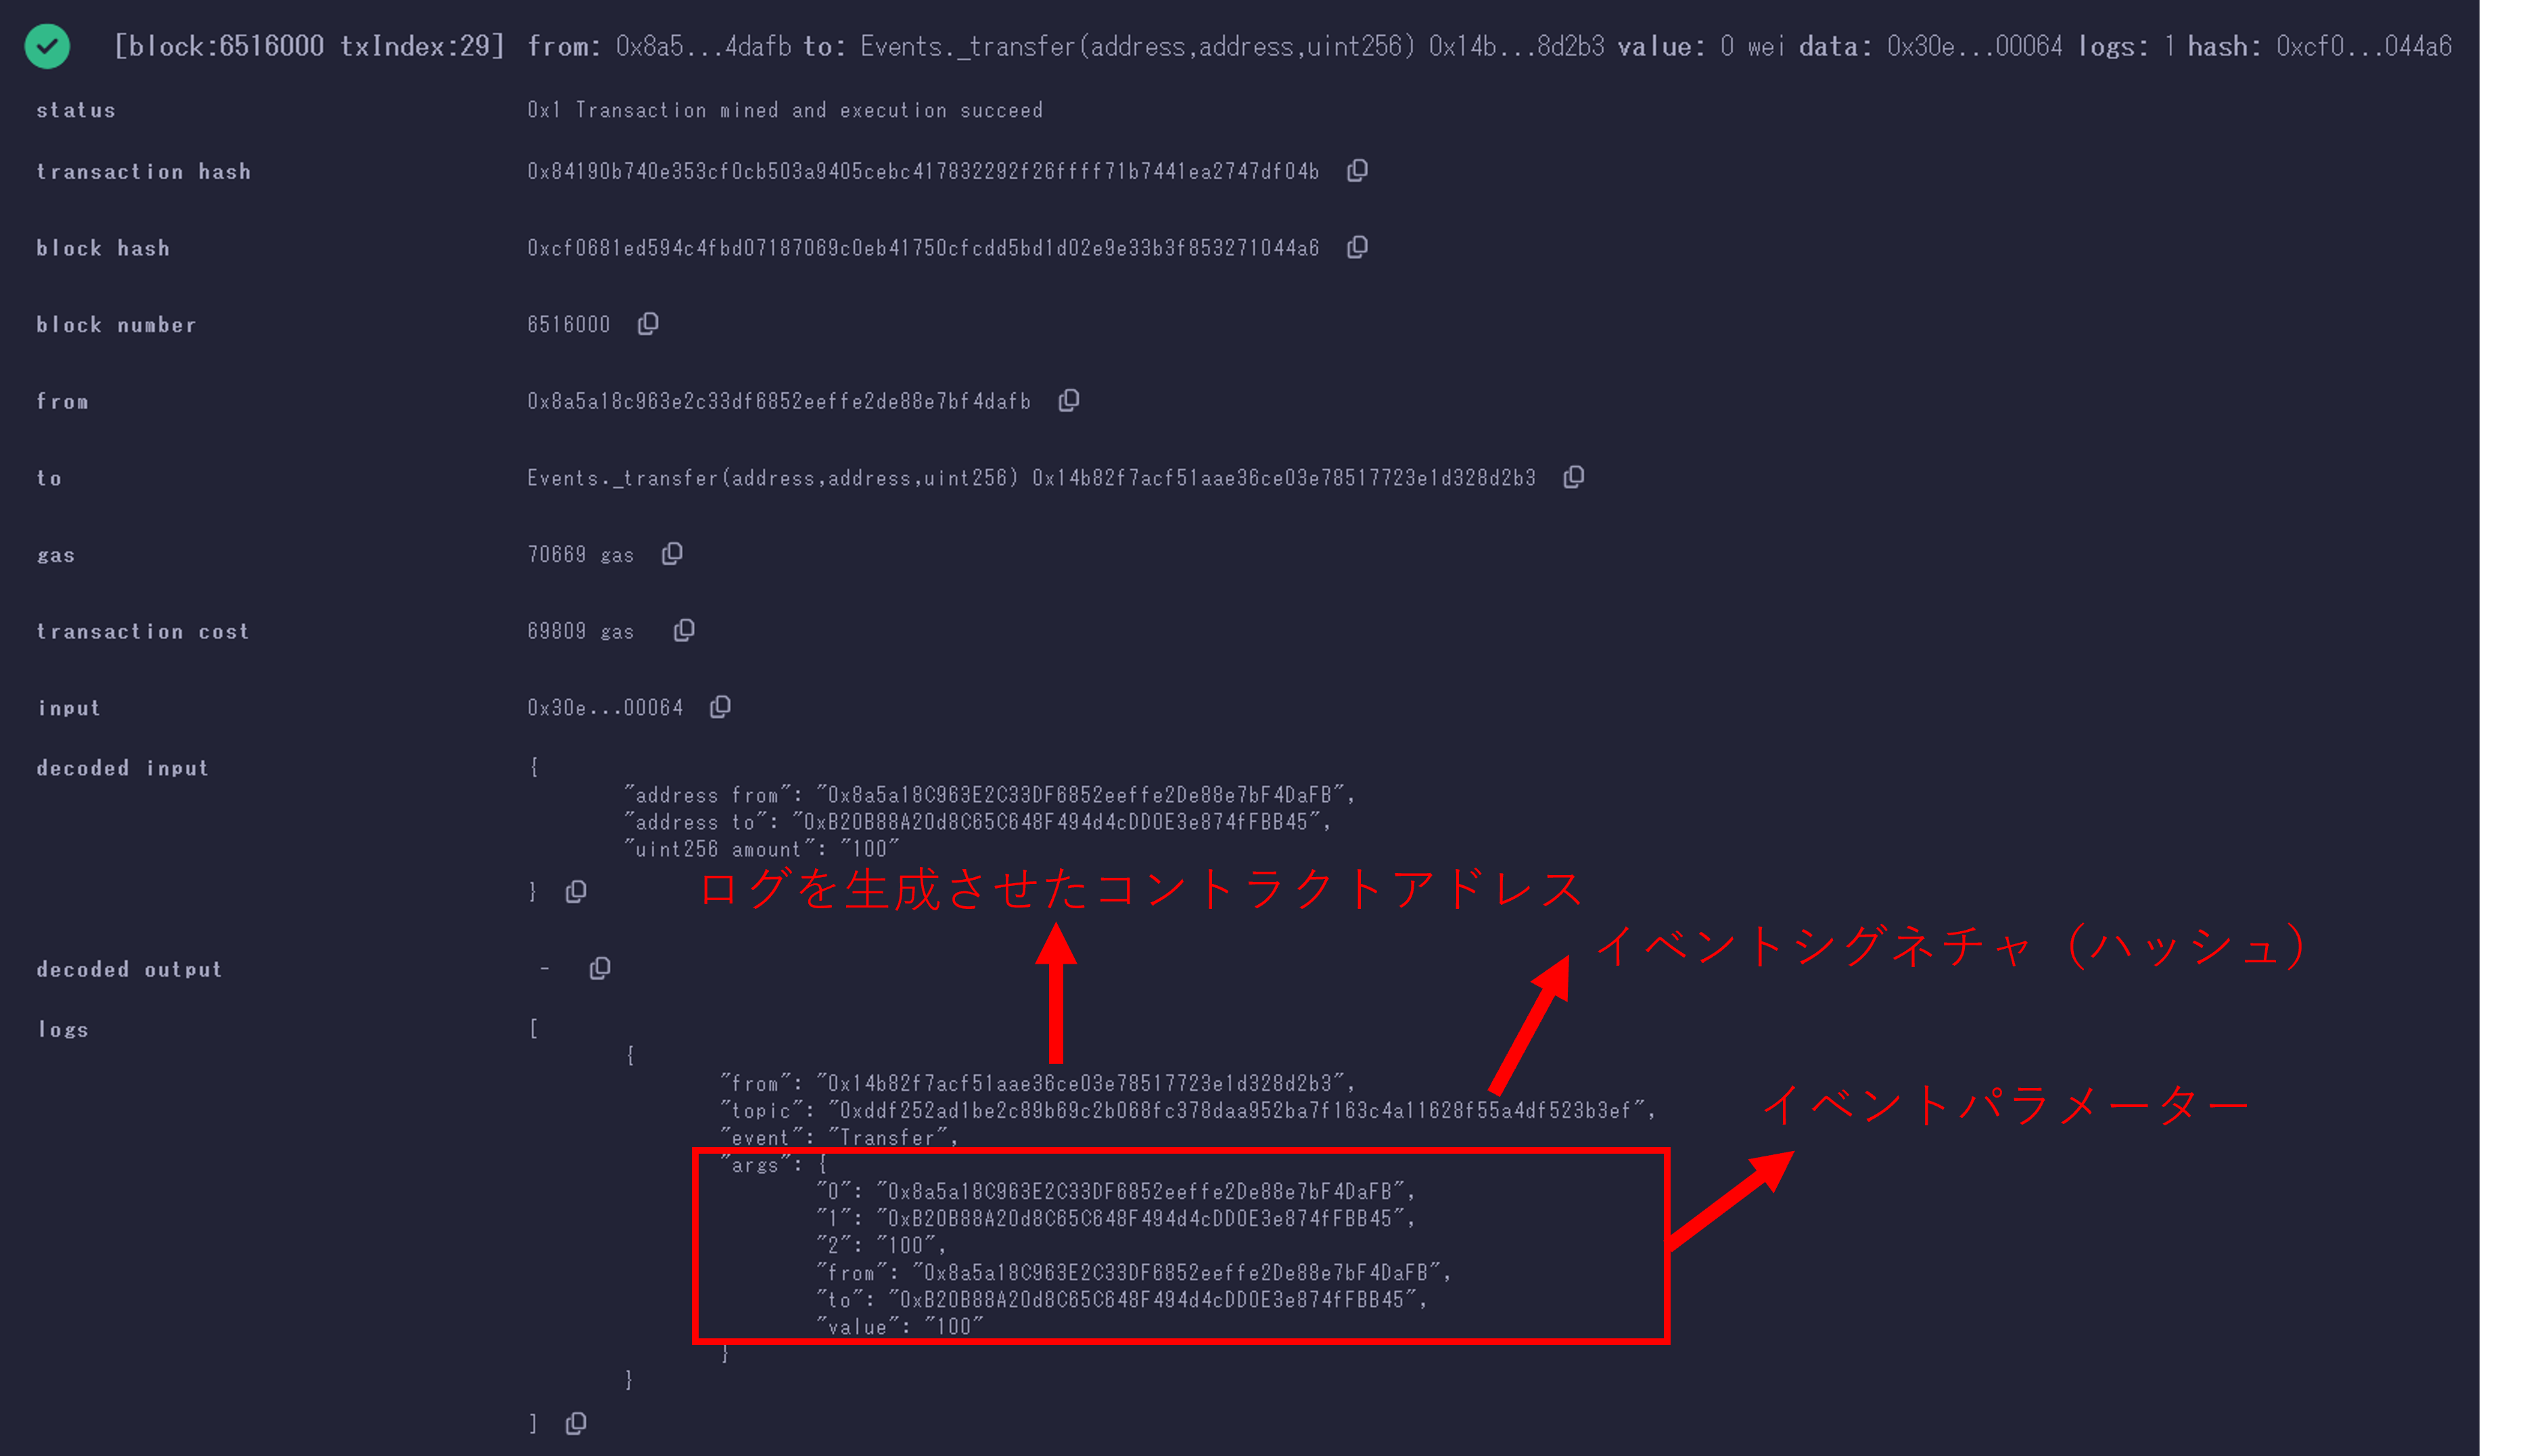 [block:6516000 txIndex:29] from: 0x8a5...4dafb to: Events._transfer(address,address,uint256) 0x14b...8d2b3 value: 0 wei data: 0x30e...00064 logs: 1 hash: 0xcf0...044a6
status 0x1 Transaction mined and execution succeed
transaction hash 0x84190b740e353cf0cb503a9405cebc417832292f26ffff71b7441ea2747df04b
block hash 0xcf0681ed594c4fbd07187069c0eb41750cfcdd5bd1d02e9e33b3f853271044a6
block number 6516000
from 0x8a5a18c963e2c33df6852eeffe2de88e7bf4dafb
to Events._transfer(address,address,uint256) 0x14b82f7acf51aae36ce03e78517723e1d328d2b3
gas 70669 gas
transaction cost 69809 gas
input 0x30e...00064
decoded input {
"address from": "0x8a5a18C963E2C33DF6852eeffe2De88e7bF4DaFB",
"address to": "0xB20B88A20d8C65C648F494d4cDD0E3e874fFBB45",
"uint256 amount": "100"
}
ログを生成させたコントラクトアドレス
イベントシグネチャ（ハッシュ）
decoded output -
logs [
{
"from": "0x14b82f7acf51aae36ce03e78517723e1d328d2b3",
"topic": "0xddf252ad1be2c89b69c2b068fc378daa952ba7f163c4a11628f55a4df523b3ef",
イベントパラメーター
"event": "Transfer",
"args": {
"0": "0x8a5a18C963E2C33DF6852eeffe2De88e7bF4DaFB",
"1": "0xB20B88A20d8C65C648F494d4cDD0E3e874fFBB45",
"2": "100",
"from": "0x8a5a18C963E2C33DF6852eeffe2De88e7bF4DaFB",
"to": "0xB20B88A20d8C65C648F494d4cDD0E3e874fFBB45",
"value": "100"
}
}
]